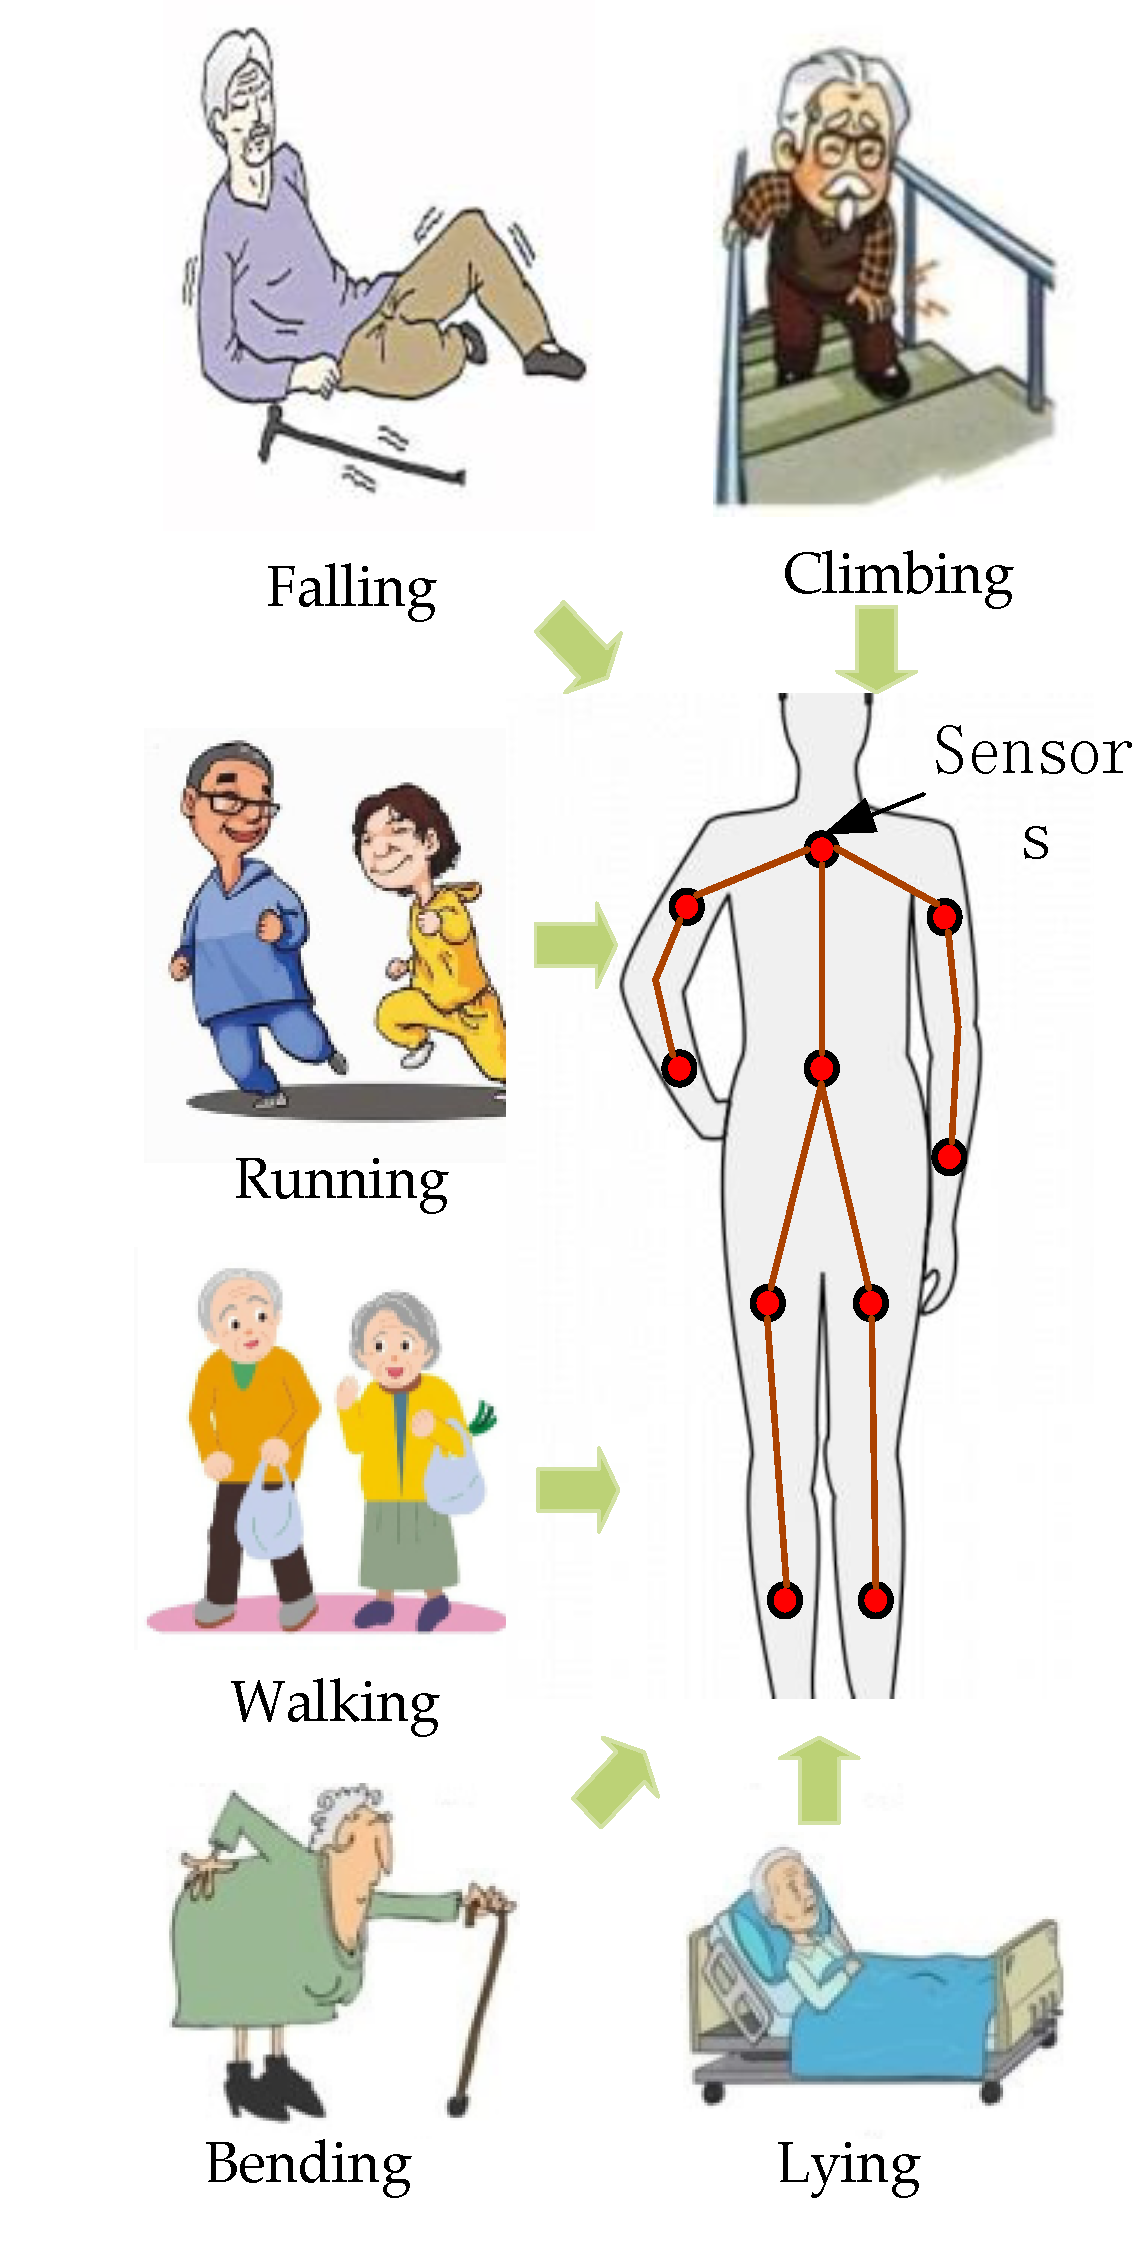 Falling
Climbing
Sensor
s
Running
Walking
Bending
Lying